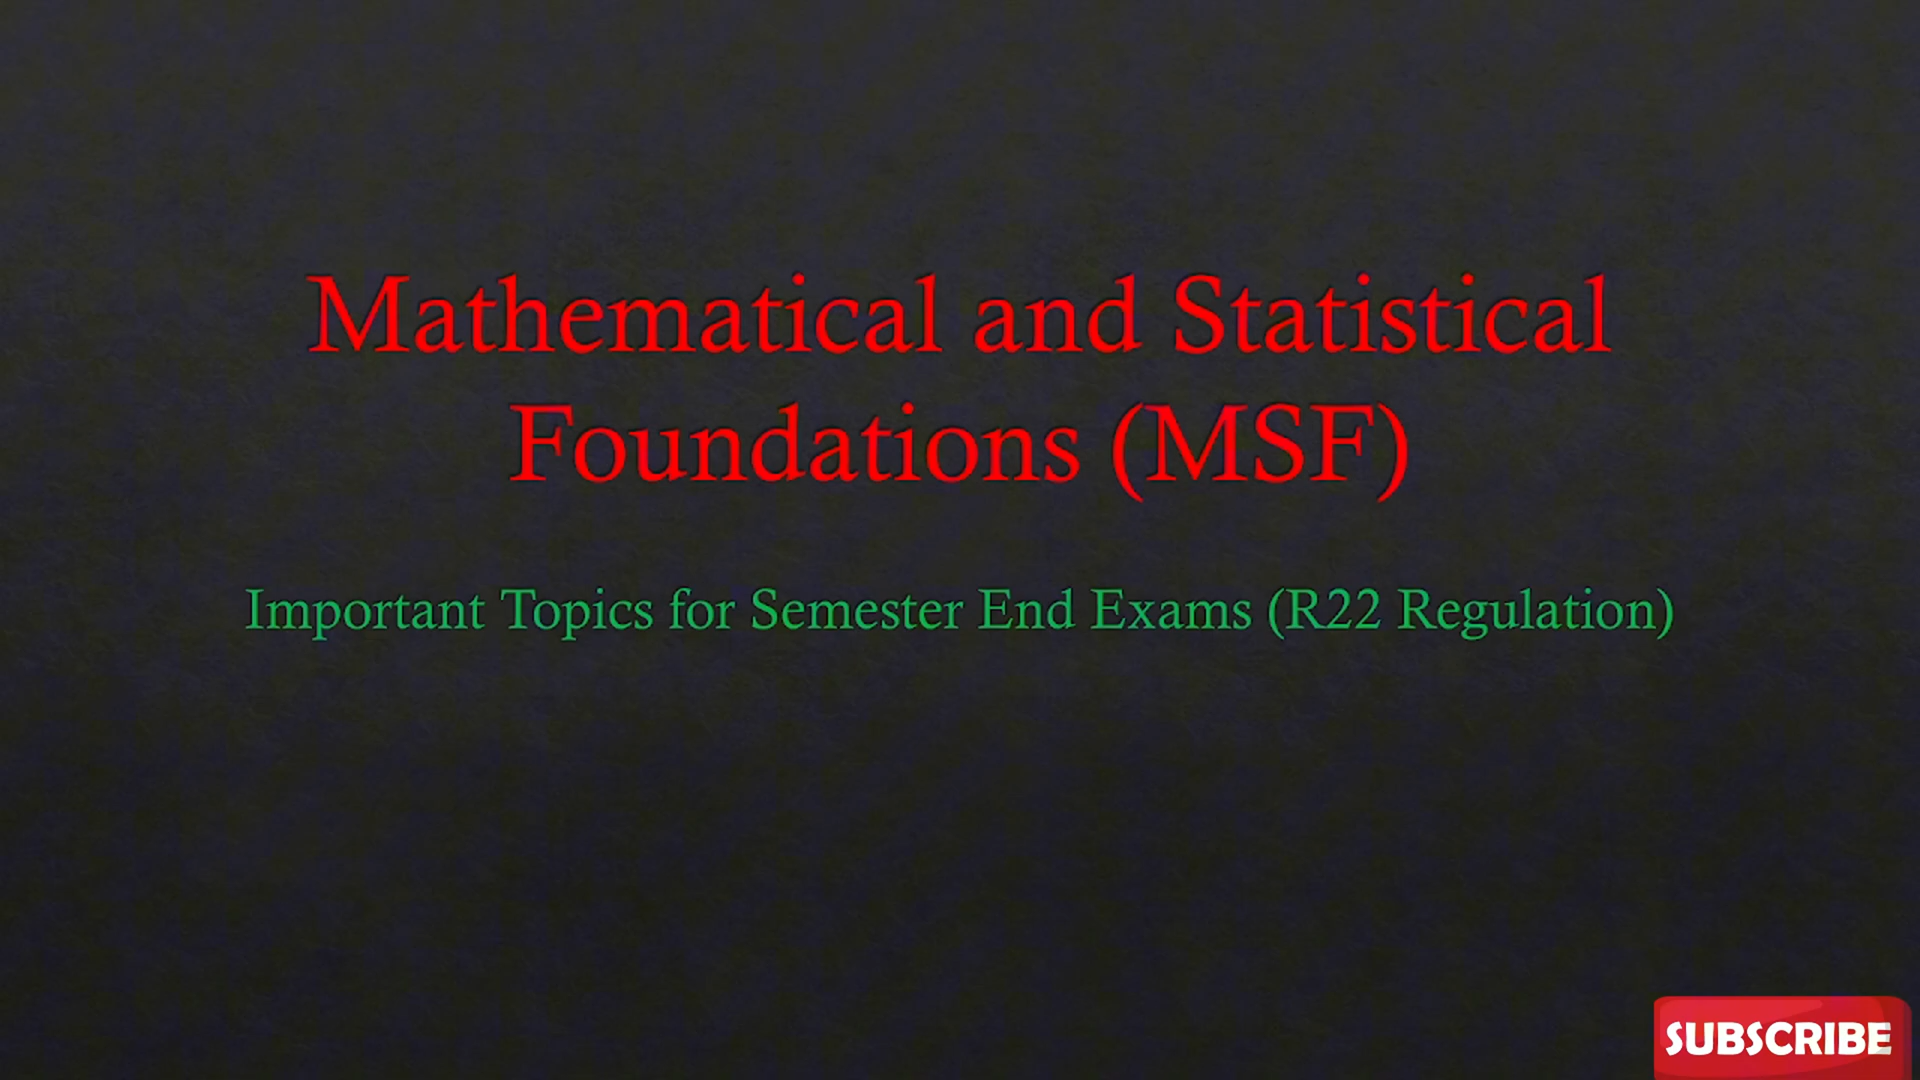 Mathematical and Statistical
Foundations (MSF)
Important Topics for Semester End Exams (R22 Regulation)
SUBSCRIBE